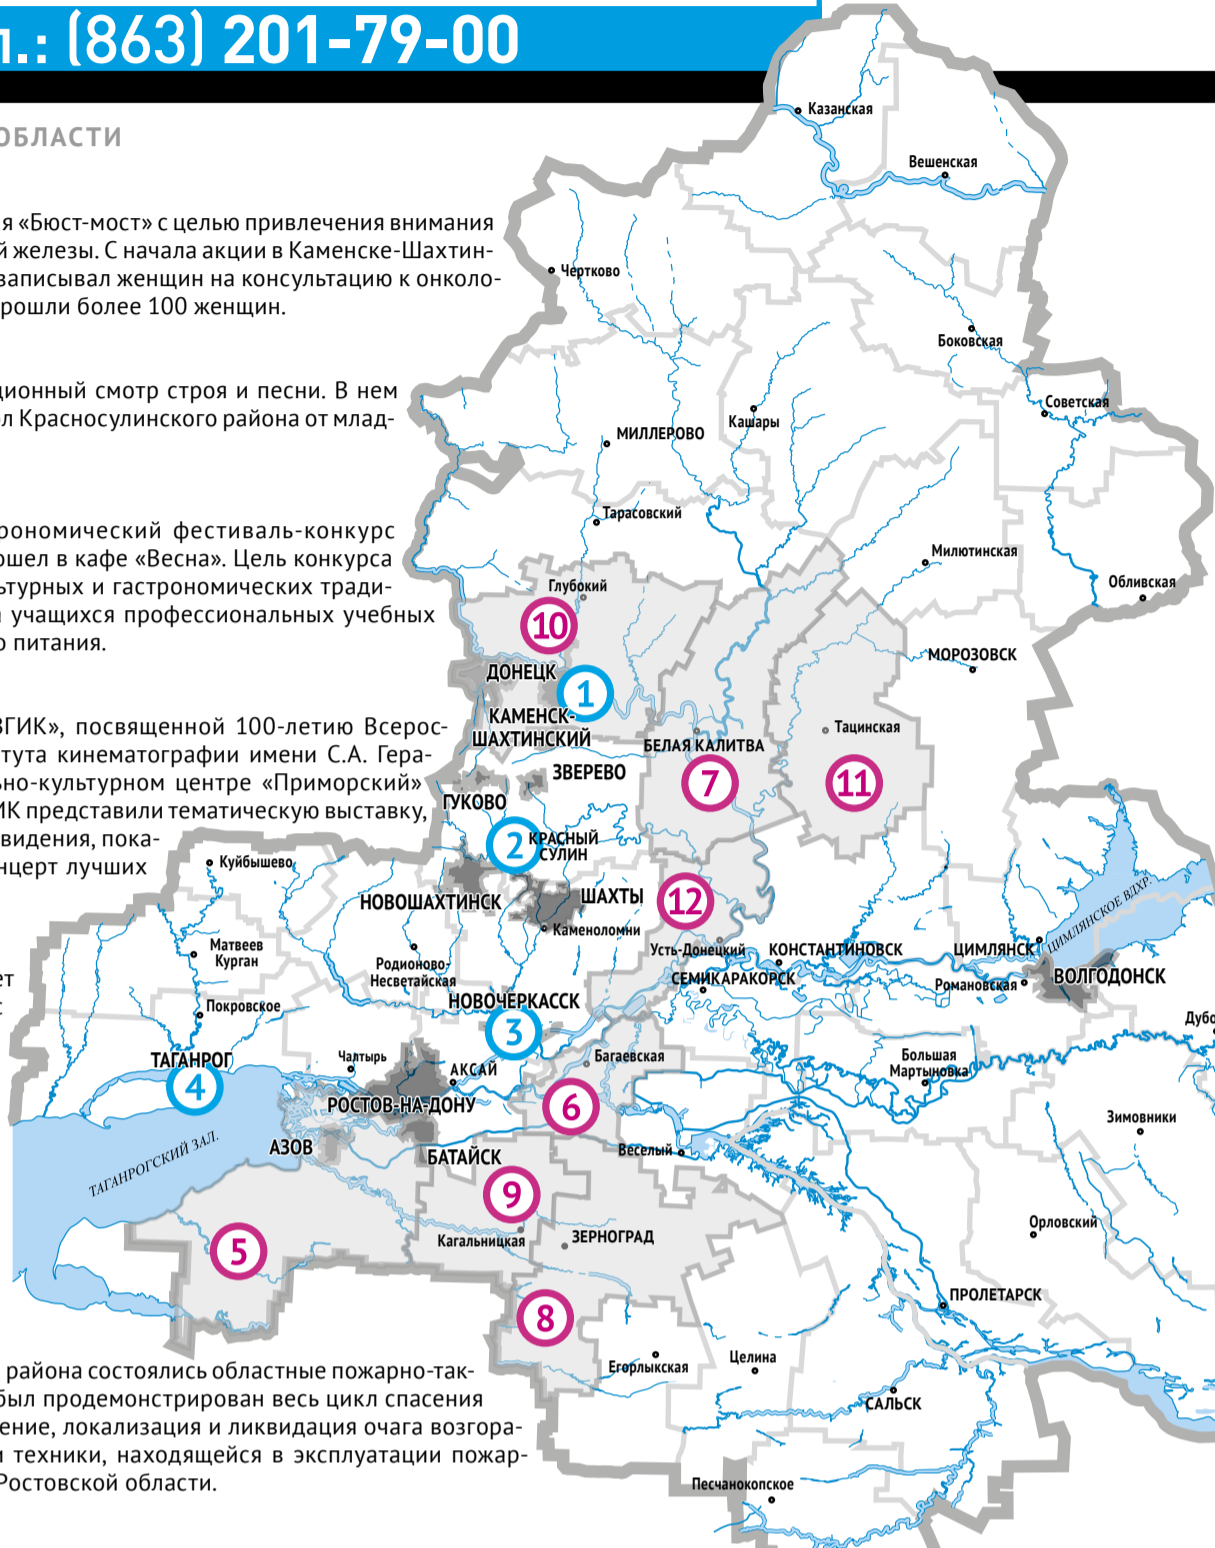 л.: (863) 201-79-00
ОБЛАСТИ
я «Бюст-мост» с целью привлечения внимания
й железы. С начала акции в Каменске-Шахтин-
записывал женщин на консультацию к онколо-
рошли более 100 женщин.
ционный смотр строя и песни. В нем
л Красносулинского района от млад-
рономический фестиваль-конкурс
ошел в кафе «Весна». Цель конкурса
ьтурных и гастрономических тради-
а учащихся профессиональных учебных
о питания.
ВГИК», посвященной 100-летию Всерос-
тута кинематографии имени С.А. Гера-
ьно-культурном центре «Приморский»
ИК представили тематическую выставку,
видения, пока-
нцерт лучших
ет
с
района состоялись областные пожарно-так-
был продемонстрирован весь цикл спасения
ение, локализация и ликвидация очага возгора-
и техники, находящейся в эксплуатации пожар-
Ростовской области.
Казанская
Вешенская
Чертково
Боковская
Советская
Кашары
МИЛЛЕРОВО
Тарасовский
Милютинская
Обливская
Глубокий
10
МОРОЗОВСК
ДОНЕЦК
1
КАМЕНСК-
ШАХТИНСКИЙ
Тацинская
БЕЛАЯ КАЛИТВА
7
11
ЗВЕРЕВО
ГУКОВО
2
КРАСНЫЙ
СУЛИН
Куйбышево
НОВОШАХТИНСК
ШАХТЫ
12
Каменоломни
Матвеев
Курган
Родионово-
Несветайская
Усть-Донецкий
КОНСТАНТИНОВСК
ЦИМЛЯНСК
ЦИМЛЯНСКОЕ ВДХР.
СЕМИКАРАКОРСК
Романовская
ВОЛГОДОНСК
Покровское
НОВОЧЕРКАССК
3
Дубо
ТАГАНРОГ
4
Чалтырь
АКСАЙ
Багаевская
Большая
Мартыновка
РОСТОВ-НА-ДОНУ
6
Зимовники
ТАГАНРОГСКИЙ ЗАЛ.
АЗОВ
БАТАЙСК
Веселый
9
Орловский
5
Кагальницкая
ЗЕРНОГРАД
8
ПРОЛЕТАРСК
Егорлыкская
Целина
САЛЬСК
Песчанокопское